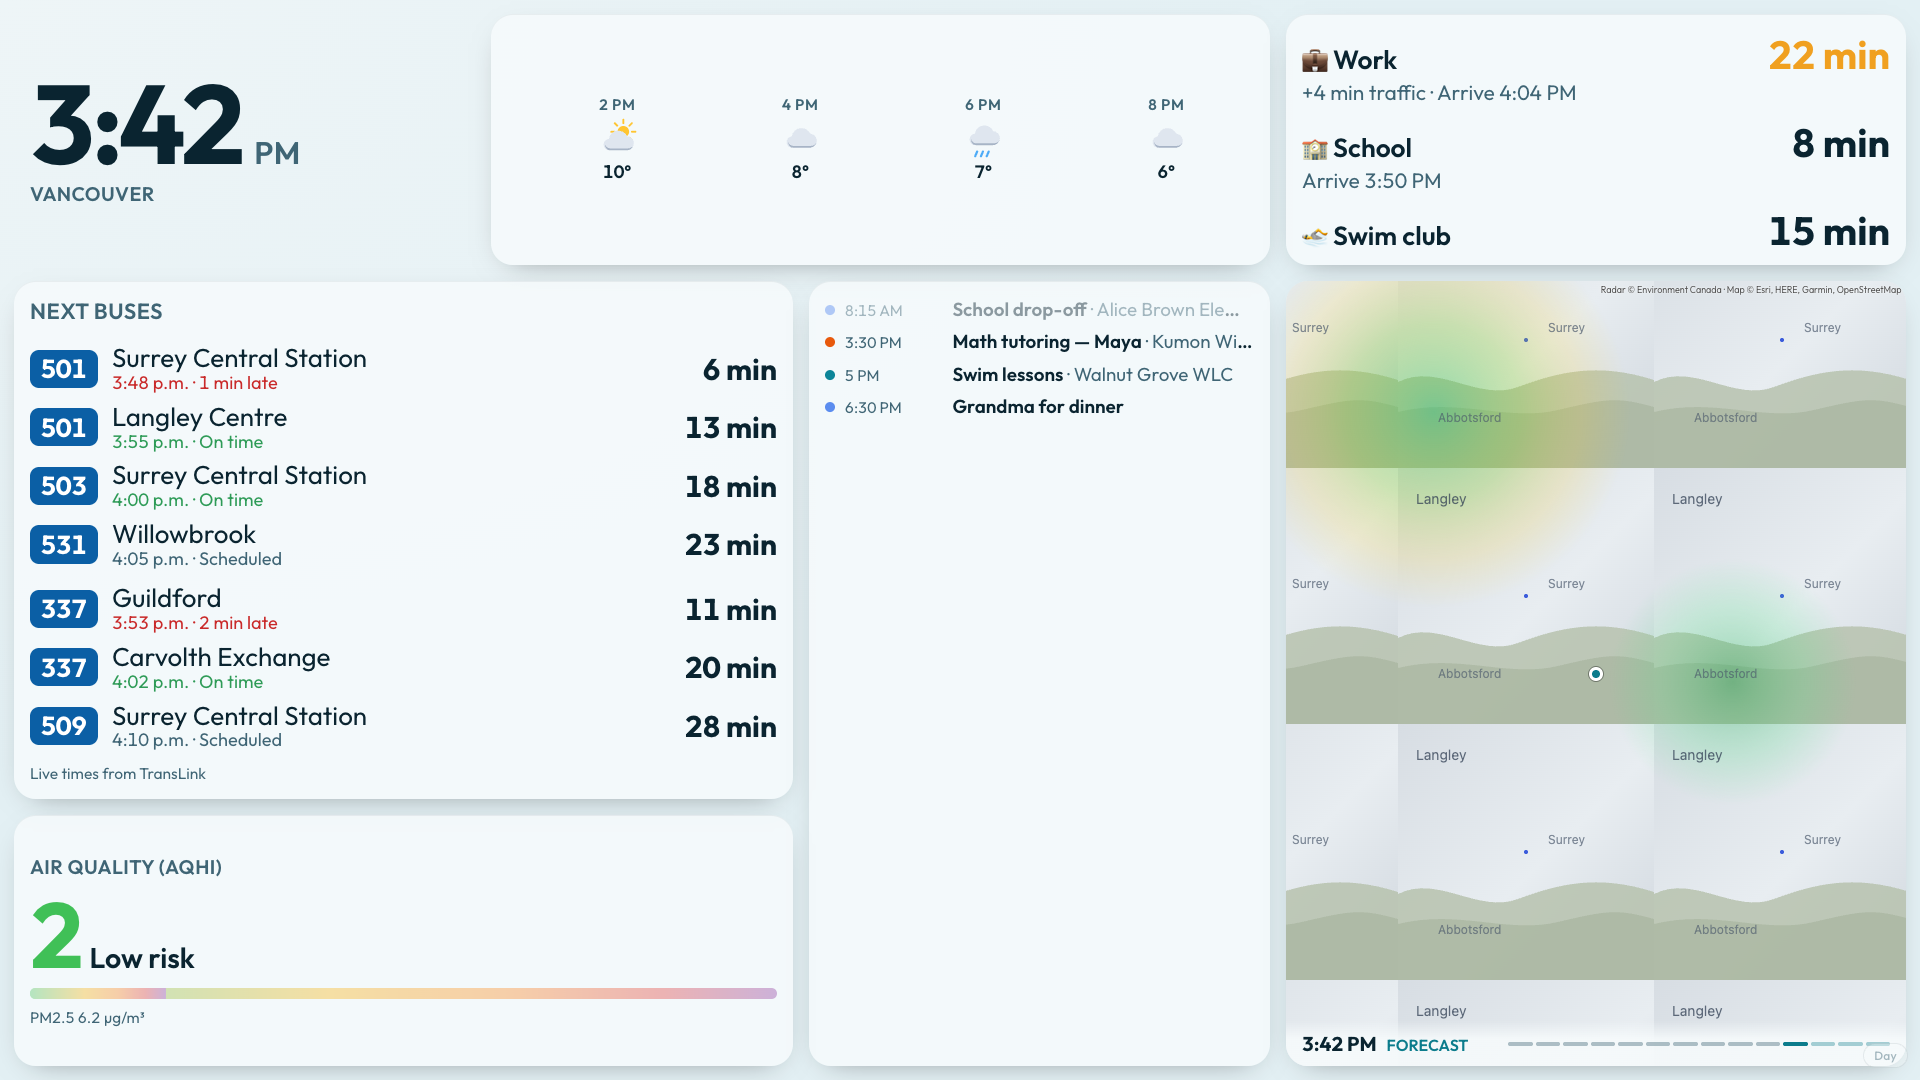 3:42 PM
VANCOUVER
2 PM
10°
4 PM
8°
6 PM
7°
8 PM
6°
Work
22 min
+4 min traffic · Arrive 4:04 PM
School
8 min
Arrive 3:50 PM
Swim club
15 min
NEXT BUSES
501 Surrey Central Station
3:48 p.m. · 1 min late
6 min
501 Langley Centre
3:55 p.m. · On time
13 min
503 Surrey Central Station
4:00 p.m. · On time
18 min
531 Willowbrook
4:05 p.m. · Scheduled
23 min
337 Guildford
3:53 p.m. · 2 min late
11 min
337 Carvolth Exchange
4:02 p.m. · On time
20 min
509 Surrey Central Station
4:10 p.m. · Scheduled
28 min
Live times from TransLink
AIR QUALITY (AQHI)
2 Low risk
PM2.5 6.2 µg/m³
8:15 AM School drop-off · Alice Brown Ele...
3:30 PM Math tutoring — Maya · Kumon Wi...
5 PM Swim lessons · Walnut Grove WLC
6:30 PM Grandma for dinner
Radar © Environment Canada · Map © Esri, HERE, Garmin, OpenStreetMap
Surrey Surrey Surrey
Abbotsford Abbotsford
Langley Langley
Surrey Surrey Surrey
Abbotsford Abbotsford
Langley Langley
Surrey Surrey Surrey
Abbotsford Abbotsford
Langley Langley
3:42 PM FORECAST
Day